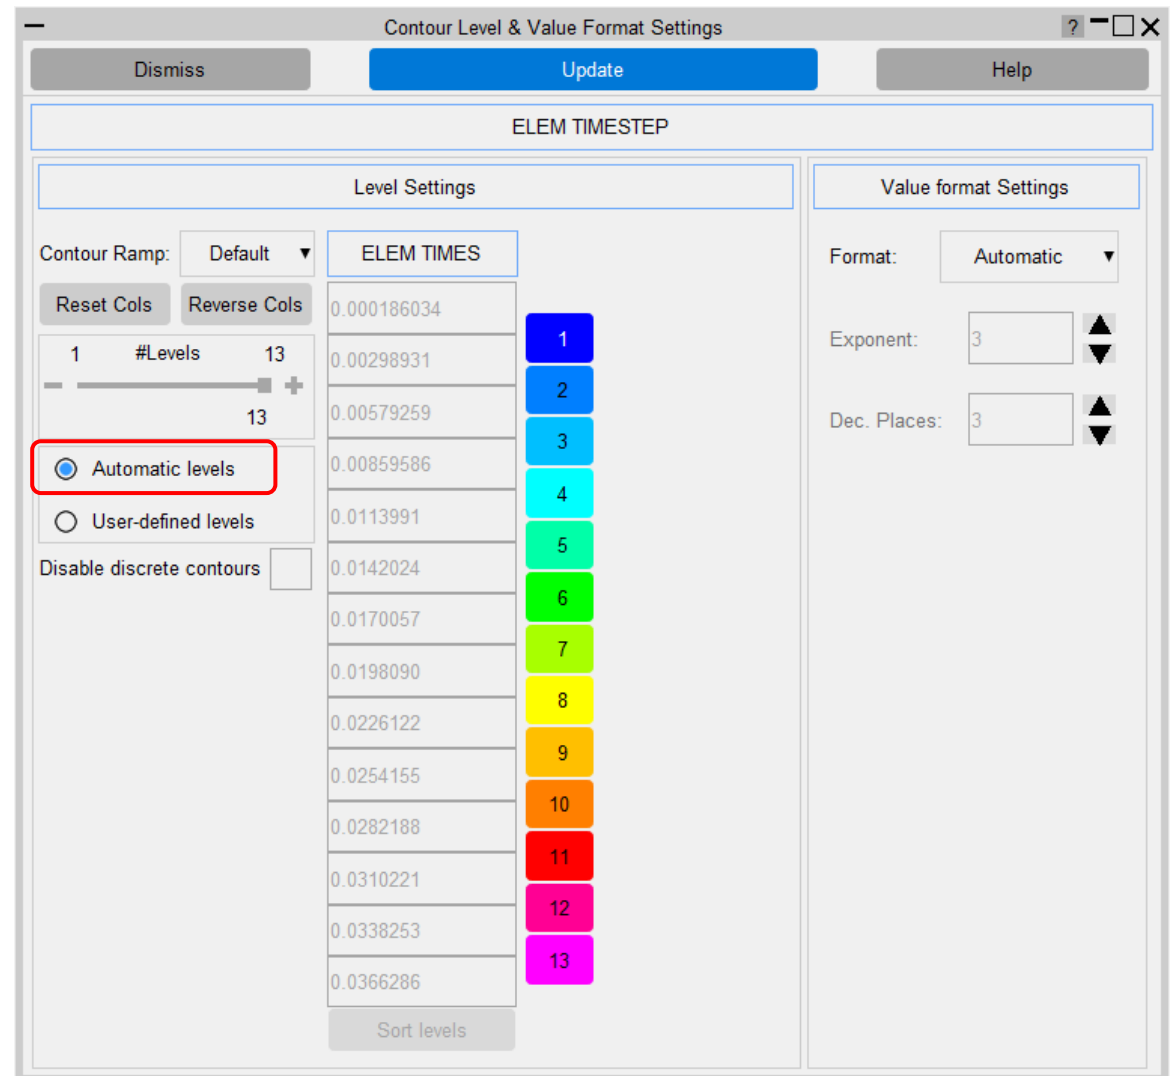 Contour Level & Value Format Settings ?
Dismiss Update Help
ELEM TIMESTEP
Level Settings
Contour Ramp: Default ▼ ELEM TIMES
Reset Cols Reverse Cols
1 #Levels 13
13
Automatic levels
User-defined levels
Disable discrete contours
0.000186034
0.00298931
0.00579259
0.00859586
0.0113991
0.0142024
0.0170057
0.0198090
0.0226122
0.0254155
0.0282188
0.0310221
0.0338253
0.0366286
1
2
3
4
5
6
7
8
9
10
11
12
13
Sort levels
Value format Settings
Format: Automatic ▼
Exponent: 3
Dec. Places: 3